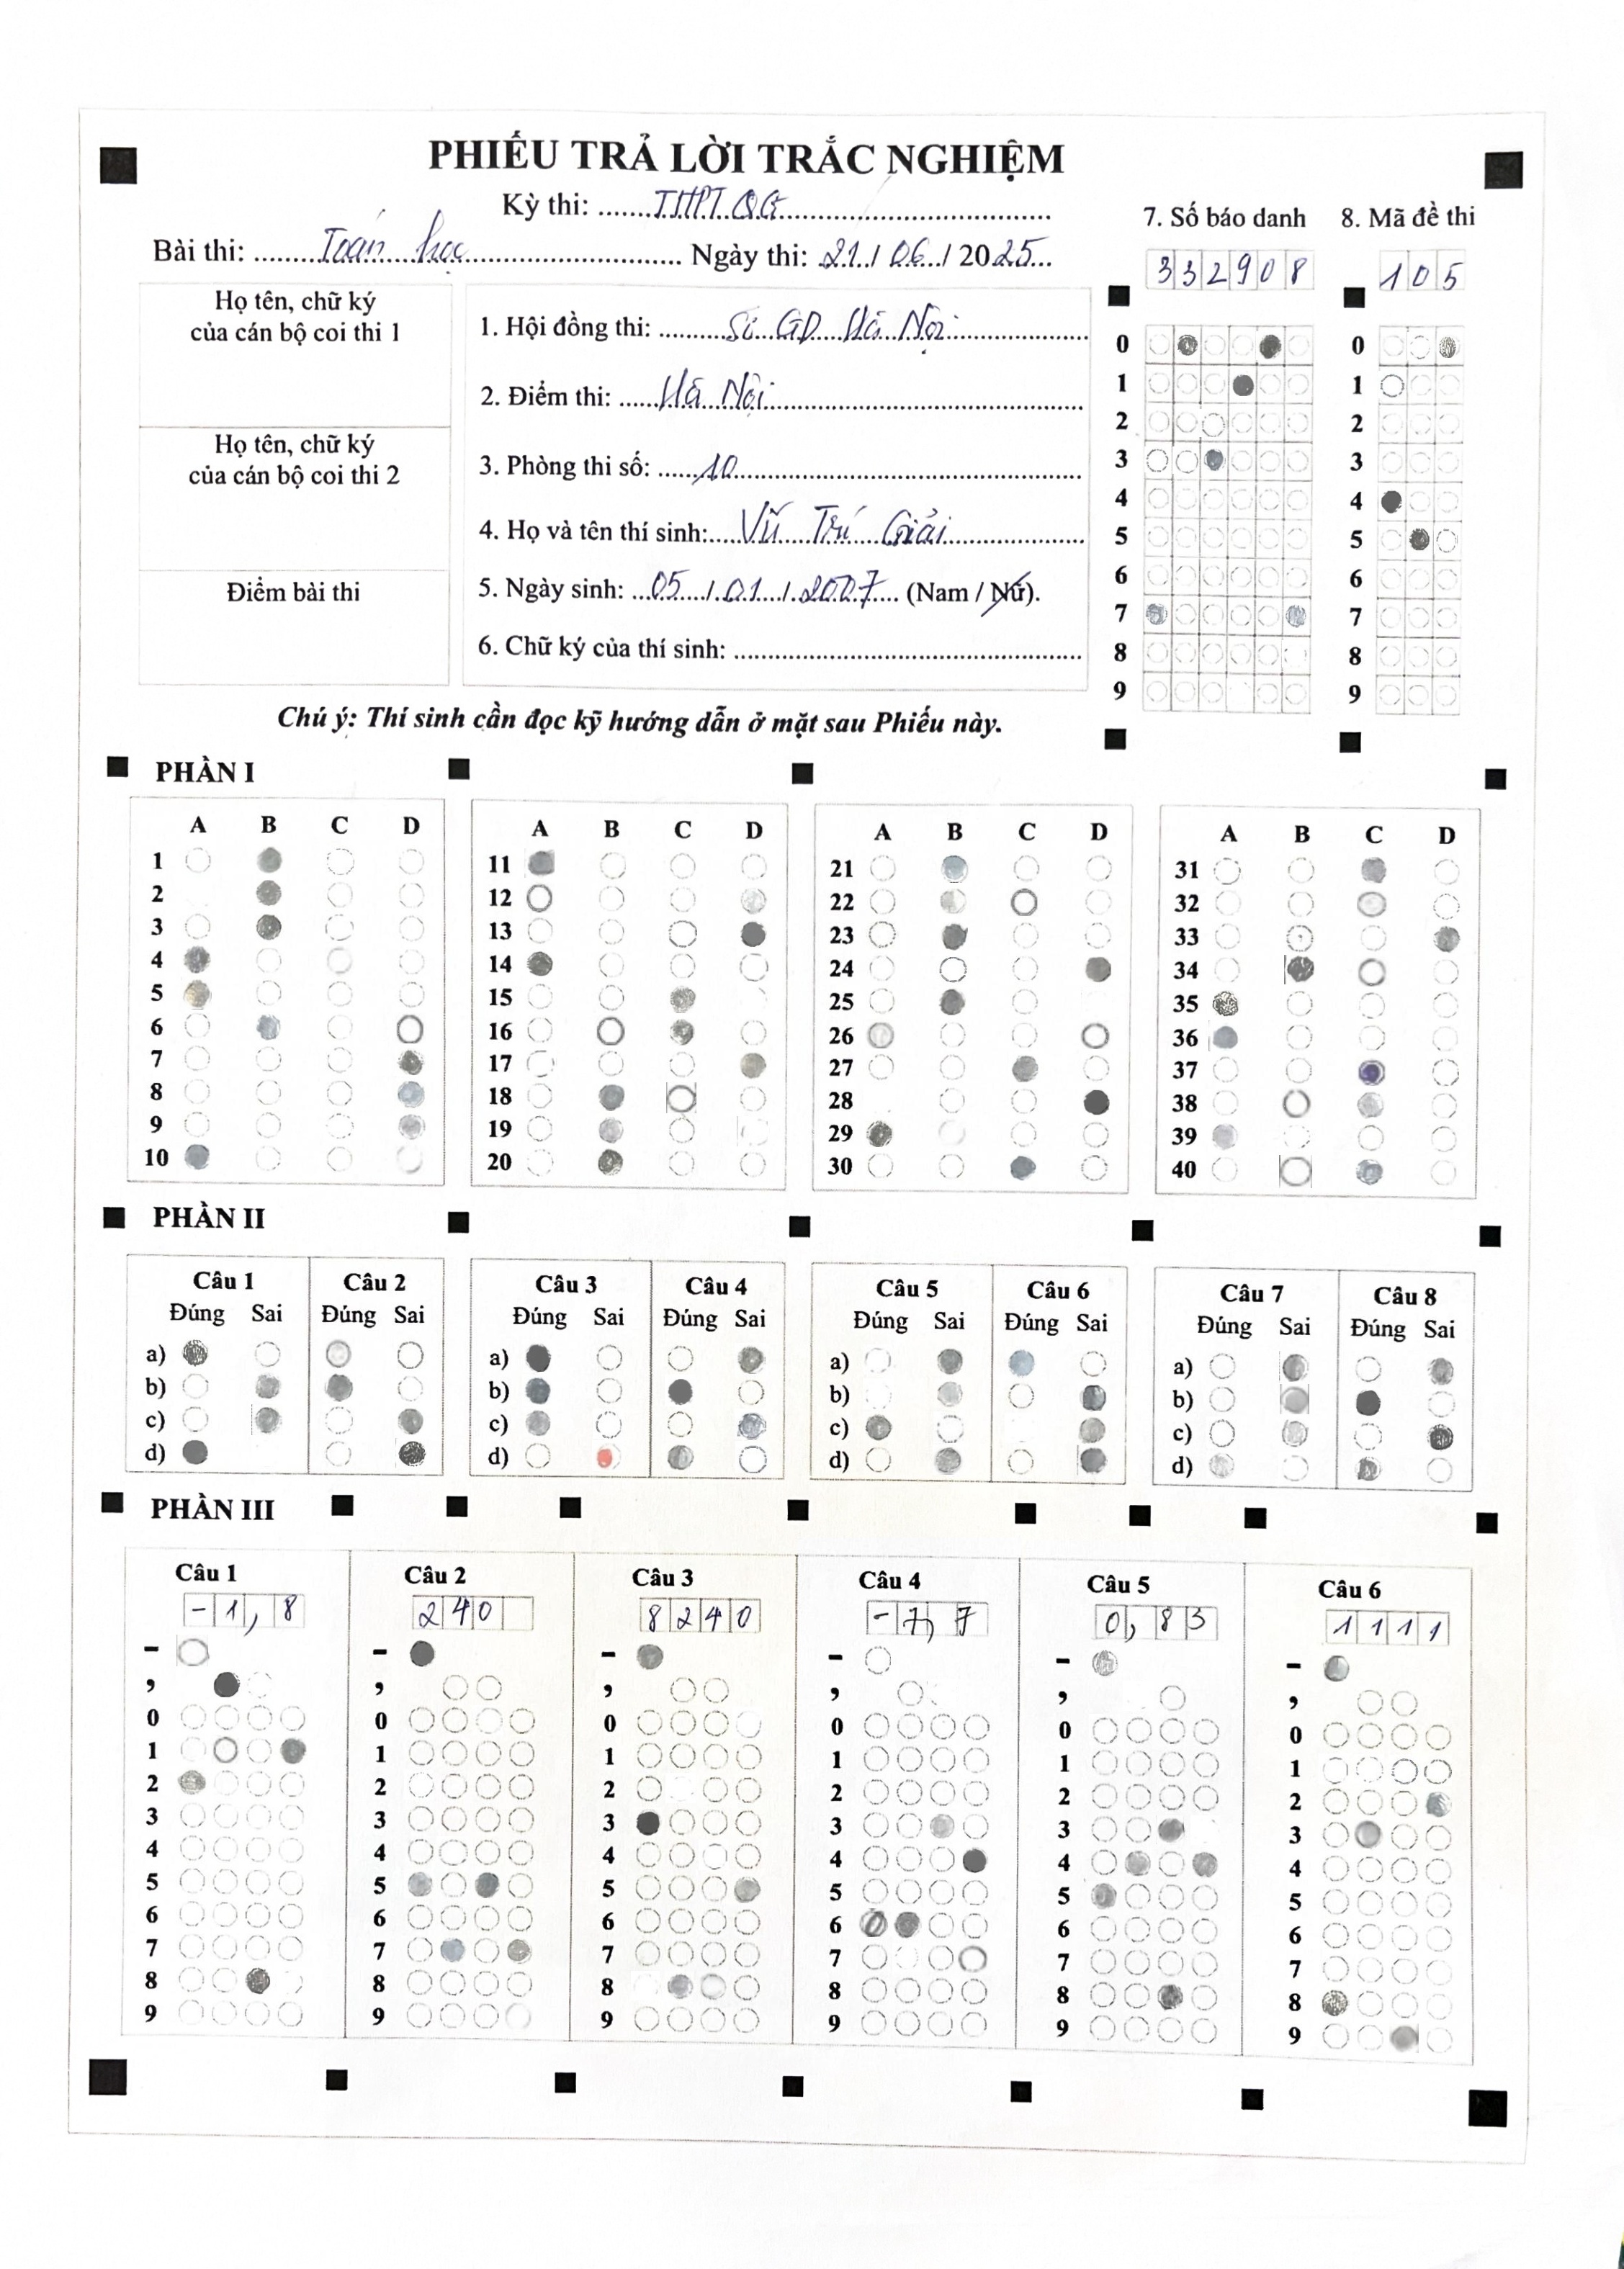 PHIẾU TRẢ LỜI TRẮC NGHIỆM
Kỳ thi: .......THPT QG..........
Bài thi: ..........Toán học.......... Ngày thi: 21./ 06../ 2025...
7. Số báo danh 8. Mã đề thi
3 3 2 9 0 8 1 0 5
Họ tên, chữ ký
của cán bộ coi thi 1
Họ tên, chữ ký
của cán bộ coi thi 2
Điểm bài thi
1. Hội đồng thi: ..........Sở GD Hà Nội..........
2. Điểm thi: ......Hà Nội..........
3. Phòng thi số: ......10..........
4. Họ và tên thí sinh:.....Vũ Trí Giải..........
5. Ngày sinh: ...05..../..01..../..2007.... (Nam / Nữ).
6. Chữ ký của thí sinh: ..........
0 0
1 1
2 2
3 3
4 4
5 5
6 6
7 7
8 8
9 9
Chú ý: Thí sinh cần đọc kỹ hướng dẫn ở mặt sau Phiếu này.
PHẦN I
A B C D A B C D A B C D A B C D
1 11 21 31
2 12 22 32
3 13 23 33
4 14 24 34
5 15 25 35
6 16 26 36
7 17 27 37
8 18 28 38
9 19 29 39
10 20 30 40
PHẦN II
Câu 1 Câu 2 Câu 3 Câu 4 Câu 5 Câu 6 Câu 7 Câu 8
Đúng Sai Đúng Sai Đúng Sai Đúng Sai Đúng Sai Đúng Sai Đúng Sai Đúng Sai
a) a) a) a)
b) b) b) b)
c) c) c) c)
d) d) d) d)
PHẦN III
Câu 1 Câu 2 Câu 3 Câu 4 Câu 5 Câu 6
-1,8 240 8240 -7,7 0,83 1111
- - - - - -
, , , , , ,
0 0 0 0 0 0
1 1 1 1 1 1
2 2 2 2 2 2
3 3 3 3 3 3
4 4 4 4 4 4
5 5 5 5 5 5
6 6 6 6 6 6
7 7 7 7 7 7
8 8 8 8 8 8
9 9 9 9 9 9